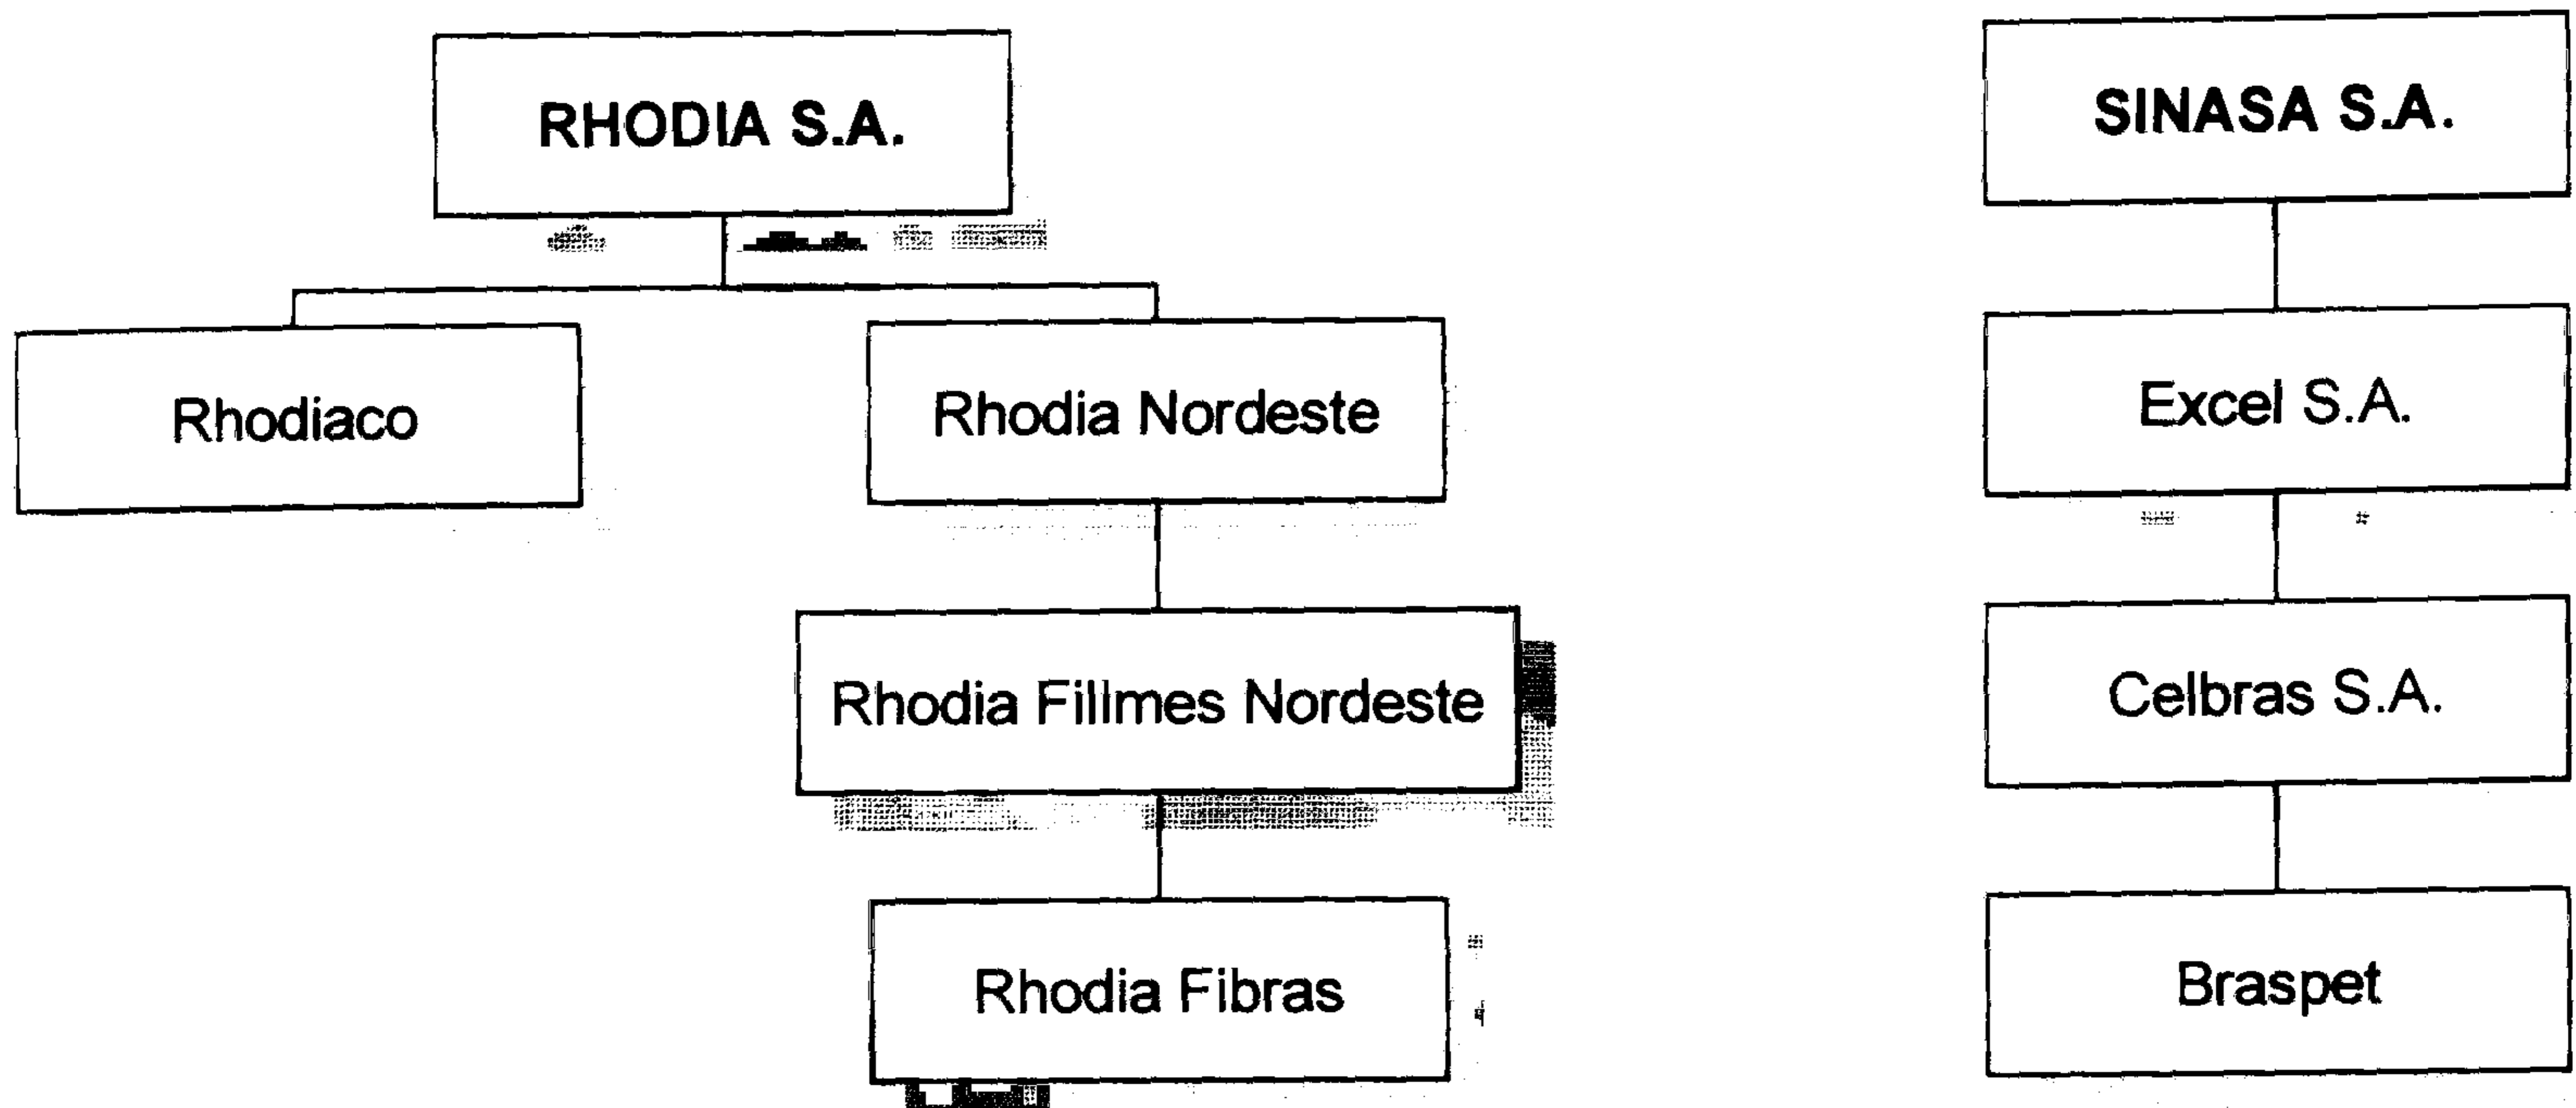 RHODIA S.A.
SINASA S.A.
Rhodiaco
Rhodia Nordeste
Excel S.A.
Rhodia Fillmes Nordeste
Celbras S.A.
Rhodia Fibras
Braspet